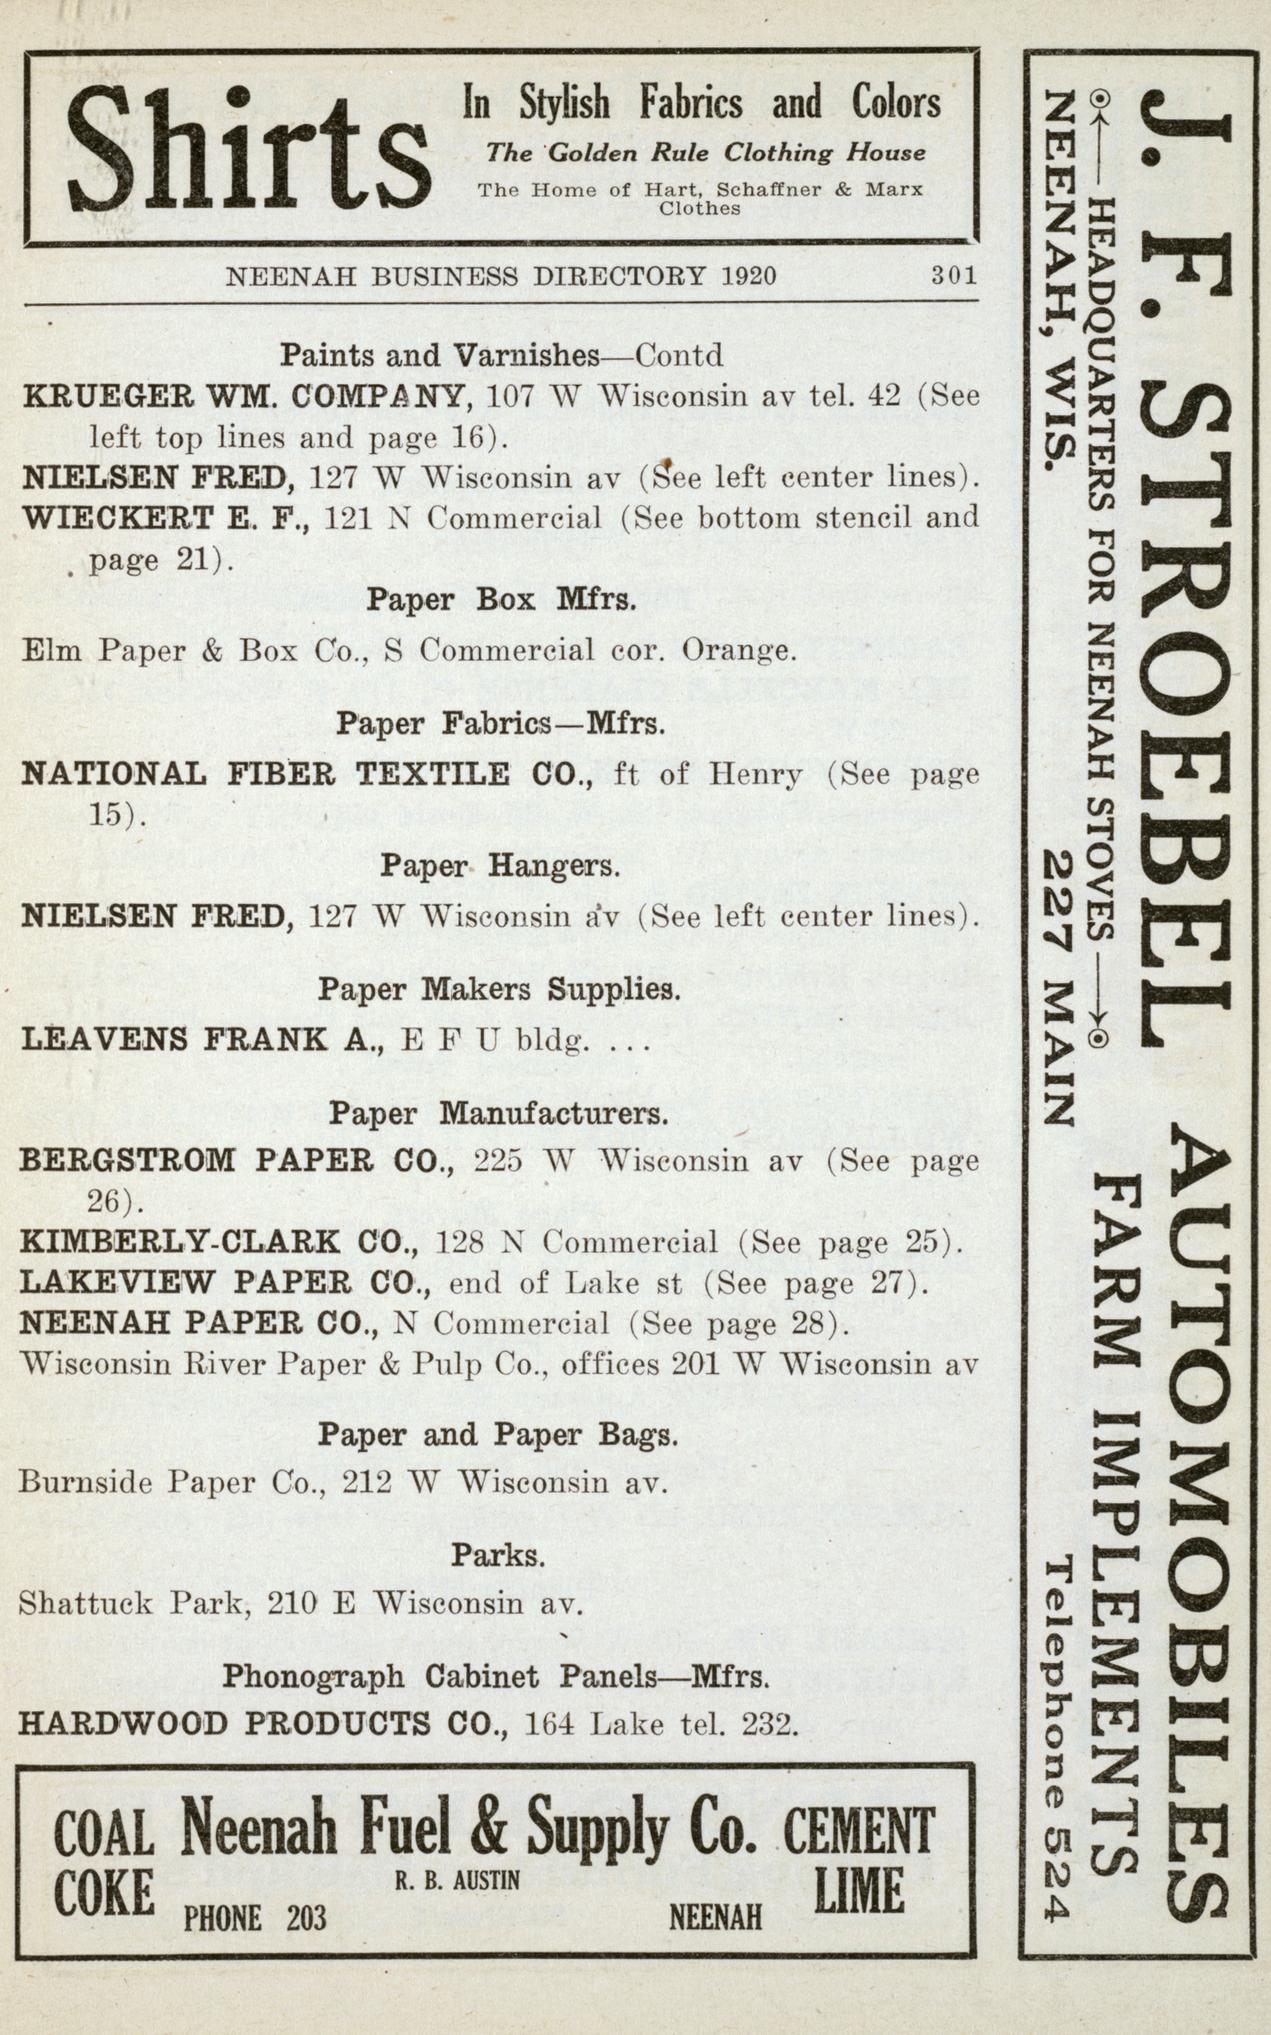 Shirts
In Stylish Fabrics and Colors
The Golden Rule Clothing House
The Home of Hart, Schaffner & Marx
Clothes
NEENAH BUSINESS DIRECTORY 1920 301
Paints and Varnishes—Contd
KRUEGER WM. COMPANY, 107 W Wisconsin av tel. 42 (See
left top lines and page 16).
NIELSEN FRED, 127 W Wisconsin av (See left center lines).
WIECKERT E. F., 121 N Commercial (See bottom stencil and
page 21).
Paper Box Mfrs.
Elm Paper & Box Co., S Commercial cor. Orange.
Paper Fabrics—Mfrs.
NATIONAL FIBER TEXTILE CO., ft of Henry (See page
15).
Paper Hangers.
NIELSEN FRED, 127 W Wisconsin av (See left center lines).
Paper Makers Supplies.
LEAVENS FRANK A., E F U bldg. ...
Paper Manufacturers.
BERGSTROM PAPER CO., 225 W Wisconsin av (See page
26).
KIMBERLY-CLARK CO., 128 N Commercial (See page 25).
LAKEVIEW PAPER CO., end of Lake st (See page 27).
NEENAH PAPER CO., N Commercial (See page 28).
Wisconsin River Paper & Pulp Co., offices 201 W Wisconsin av
Paper and Paper Bags.
Burnside Paper Co., 212 W Wisconsin av.
Parks.
Shattuck Park, 210 E Wisconsin av.
Phonograph Cabinet Panels—Mfrs.
HARDWOOD PRODUCTS CO., 164 Lake tel. 232.
COAL Neenah Fuel & Supply Co. CEMENT
COKE R. B. AUSTIN LIME
PHONE 203 NEENAH
J. F. STROEBEL AUTOMOBILES
HEADQUARTERS FOR NEENAH STOVES FARM IMPLEMENTS
NEENAH, WIS. 227 MAIN Telephone 524